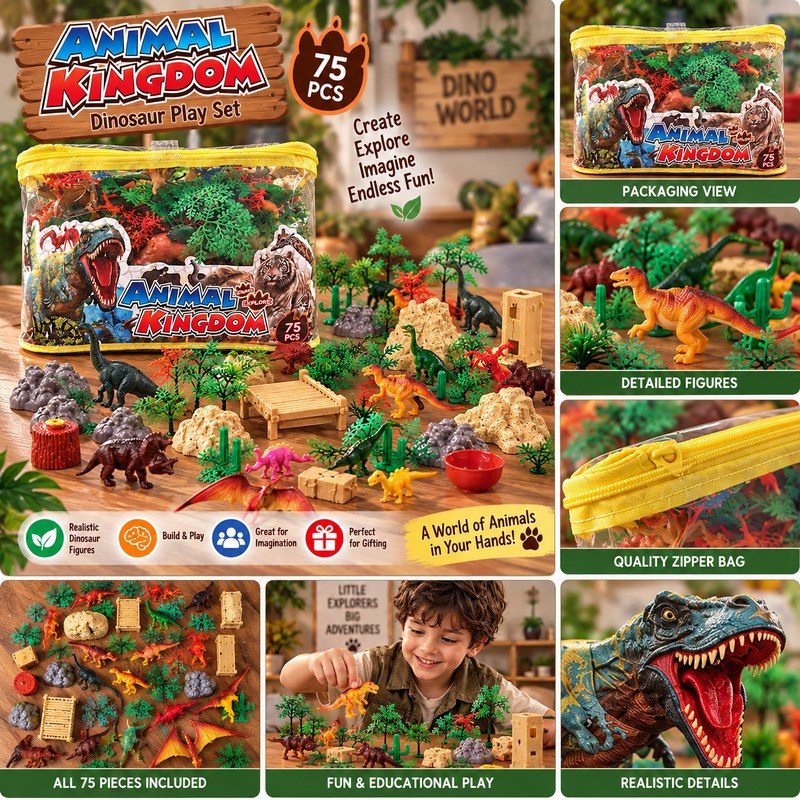 ANIMAL
KINGDOM
Dinosaur Play Set
75
PCS
DINO
WORLD
Create
Explore
Imagine
Endless Fun!
ANIMAL
KINGDOM
EXPLORE
75
PCS
Realistic
Dinosaur
Figures
Build & Play
Great for
Imagination
Perfect
for Gifting
A World of Animals
in Your Hands!
ANIMAL
KINGDOM
75
PCS
PACKAGING VIEW
DETAILED FIGURES
QUALITY ZIPPER BAG
ALL 75 PIECES INCLUDED
LITTLE
EXPLORERS
BIG
ADVENTURES
FUN & EDUCATIONAL PLAY
REALISTIC DETAILS